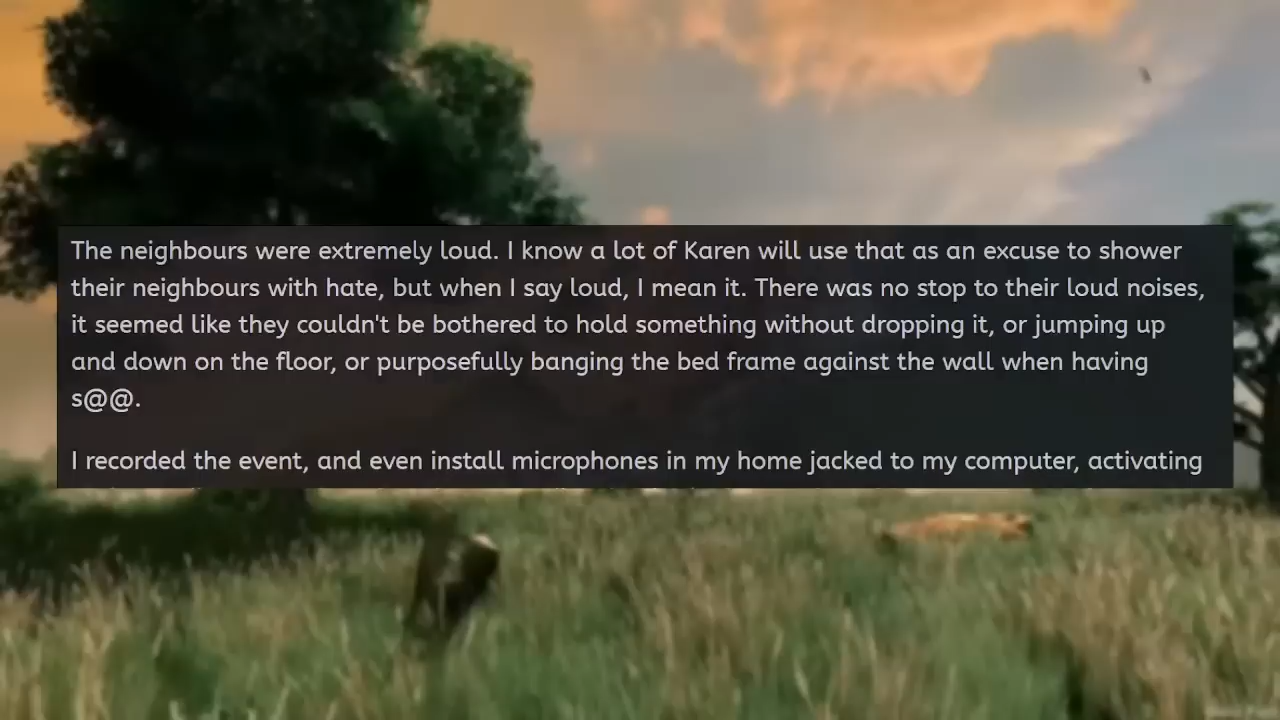 The neighbours were extremely loud. I know a lot of Karen will use that as an excuse to shower
their neighbours with hate, but when I say loud, I mean it. There was no stop to their loud noises,
it seemed like they couldn't be bothered to hold something without dropping it, or jumping up
and down on the floor, or purposefully banging the bed frame against the wall when having
s@@.
I recorded the event, and even install microphones in my home jacked to my computer, activating